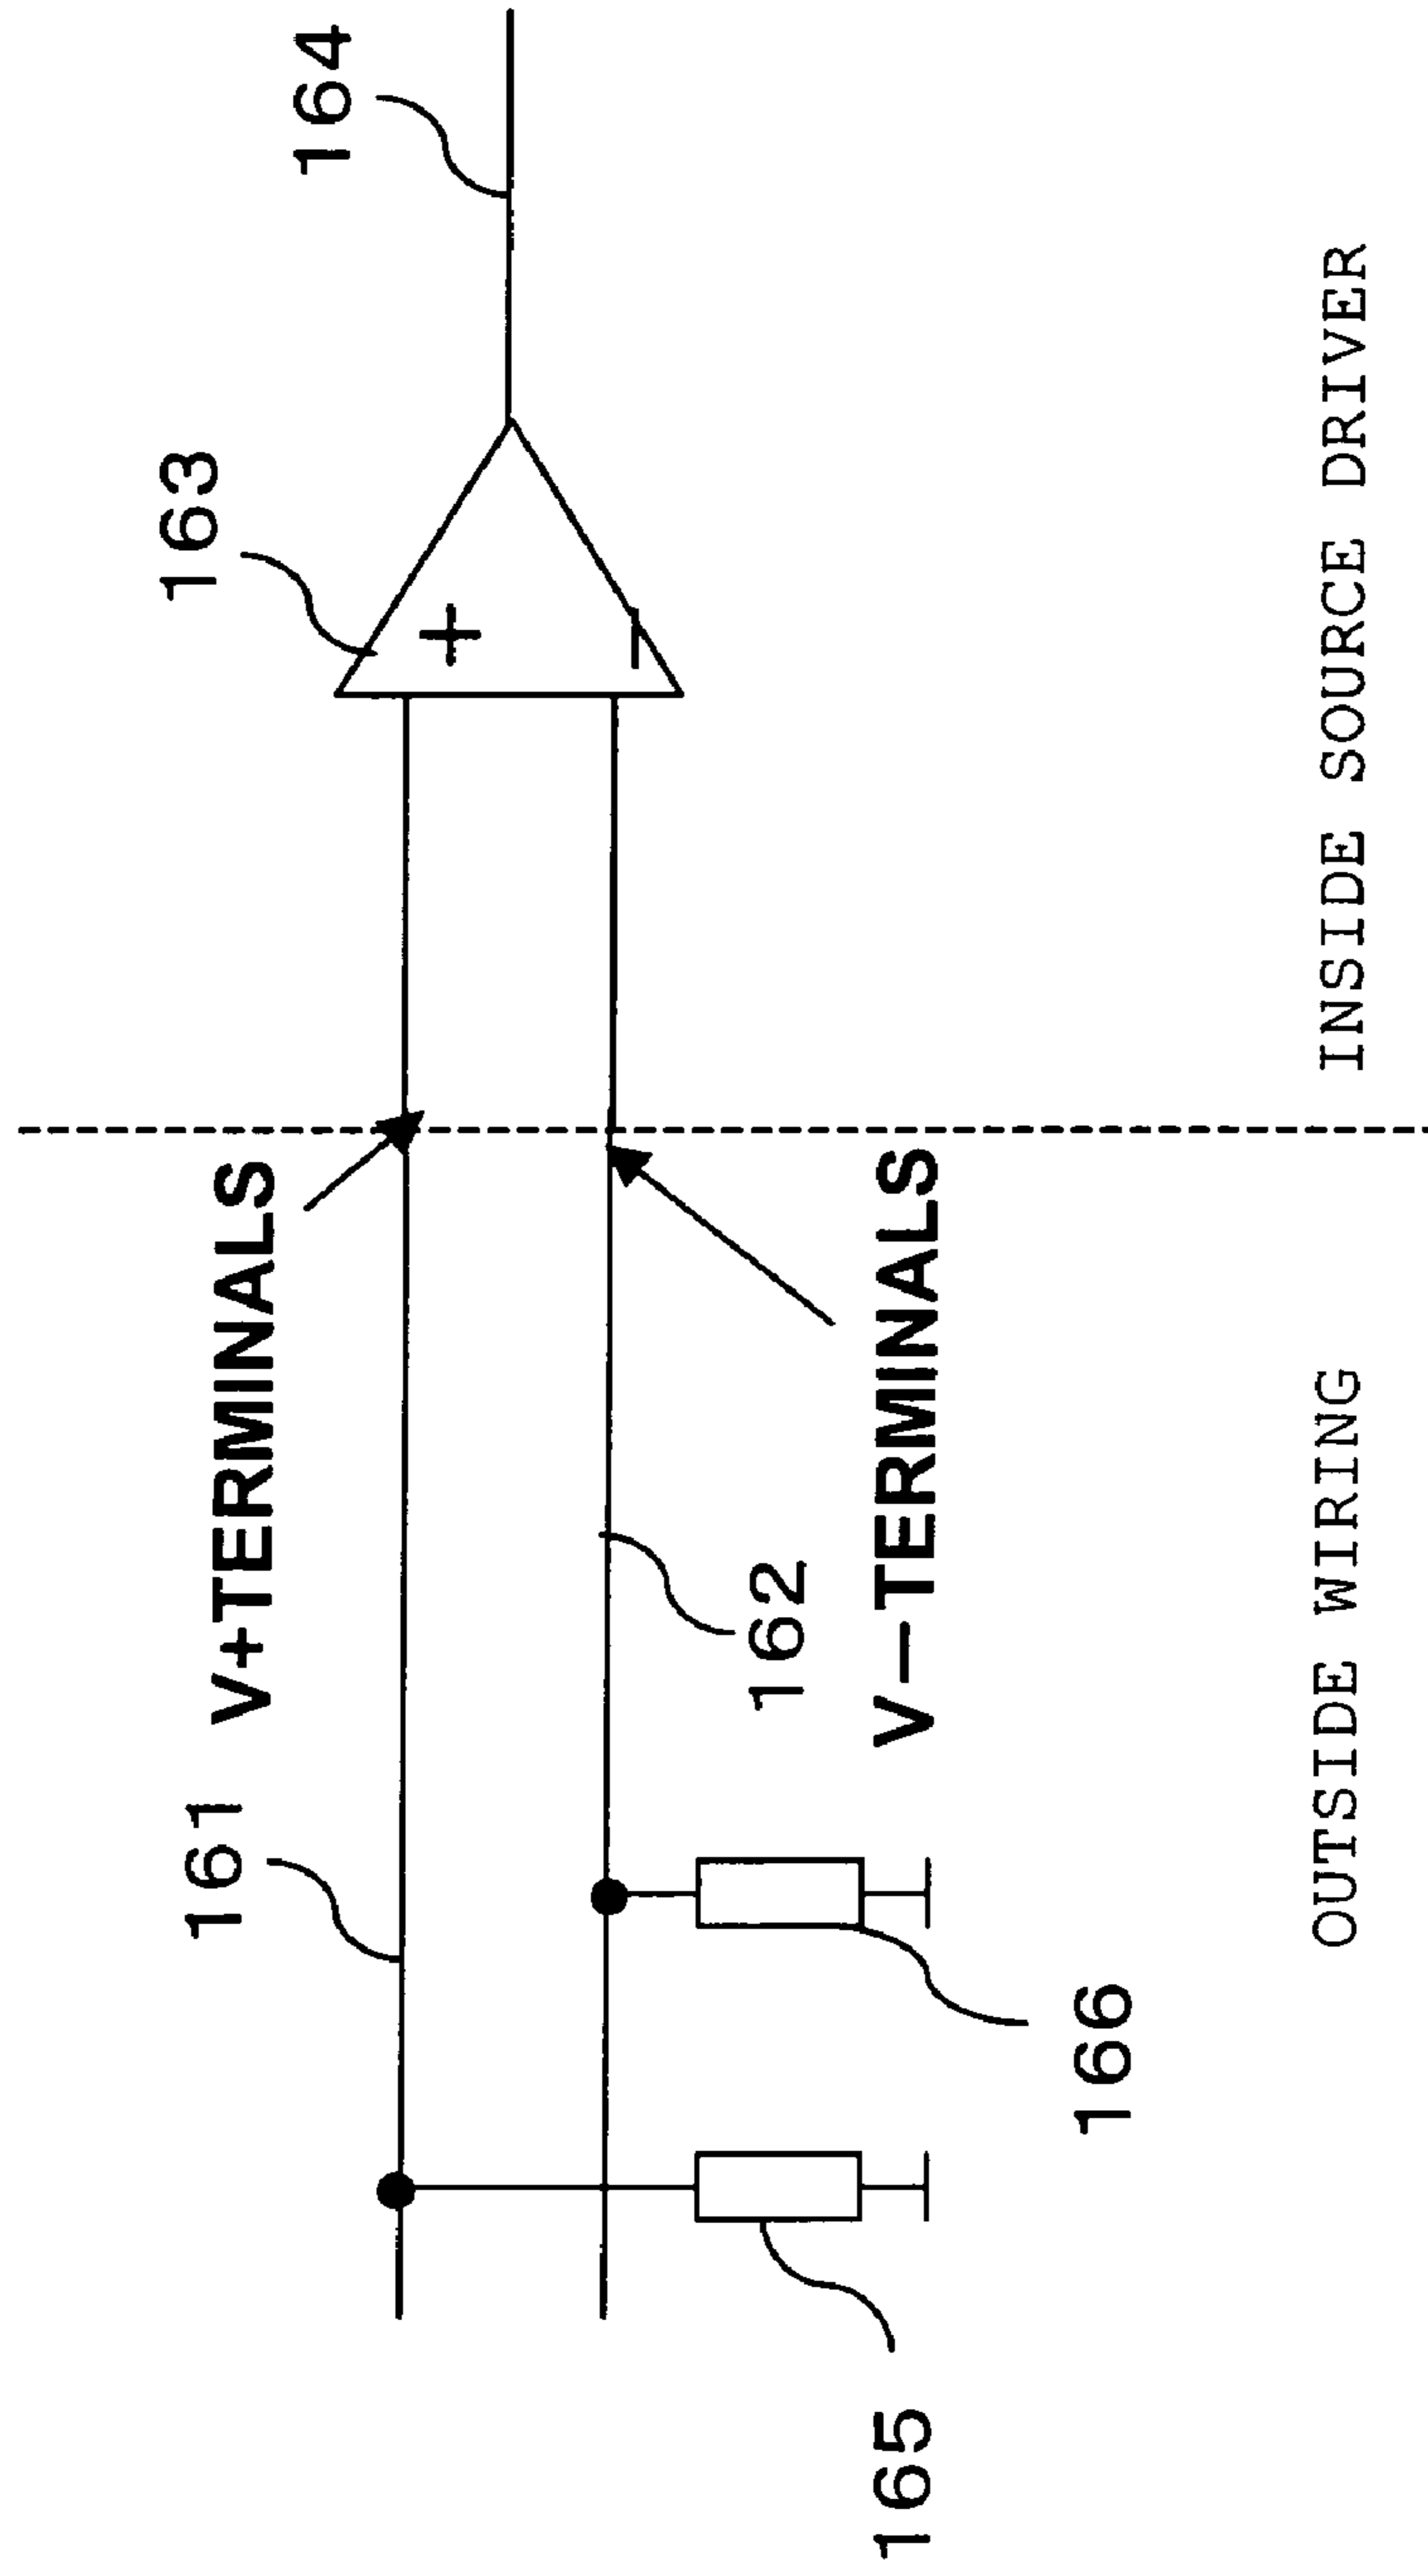 164
163
+
−
161
V+TERMINALS
162
V−TERMINALS
165
166
OUTSIDE WIRING
INSIDE SOURCE DRIVER